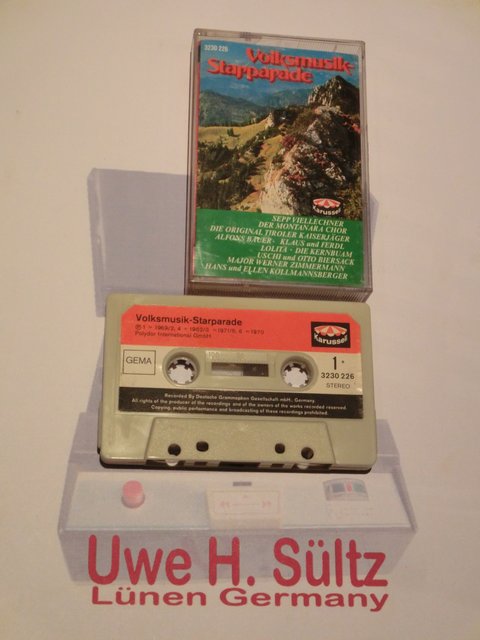 3230 226
Volksmusik-
Starparade
Karussell
SEPP VIELLECHNER
DER MONTANARA CHOR
DIE ORIGINAL TIROLER KAISERJÄGER
ALFONS BAUER · KLAUS und FERDL
LOLITA · DIE KERNBUAM
USCHI und OTTO BIERSACK
MAJOR WERNER ZIMMERMANN
HANS und ELLEN KOLLMANNSBERGER
Volksmusik-Starparade
Polydor International GmbH
Karussell
GEMA
1
3230 226
STEREO
Recorded By Deutsche Grammophon Gesellschaft mbH, Germany.
All rights of the producer of the recordings and of the owners of the works recorded reserved.
Copying, public performance and broadcasting of these recordings prohibited.
Uwe H. Sültz
Lünen Germany